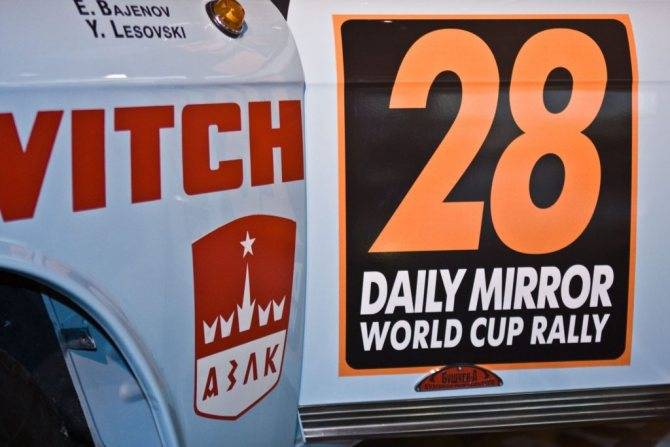 E. BAJENOV
Y. LESOVSKI
VITCH
28
DAILY MIRROR
WORLD CUP RALLY
АЗЛК